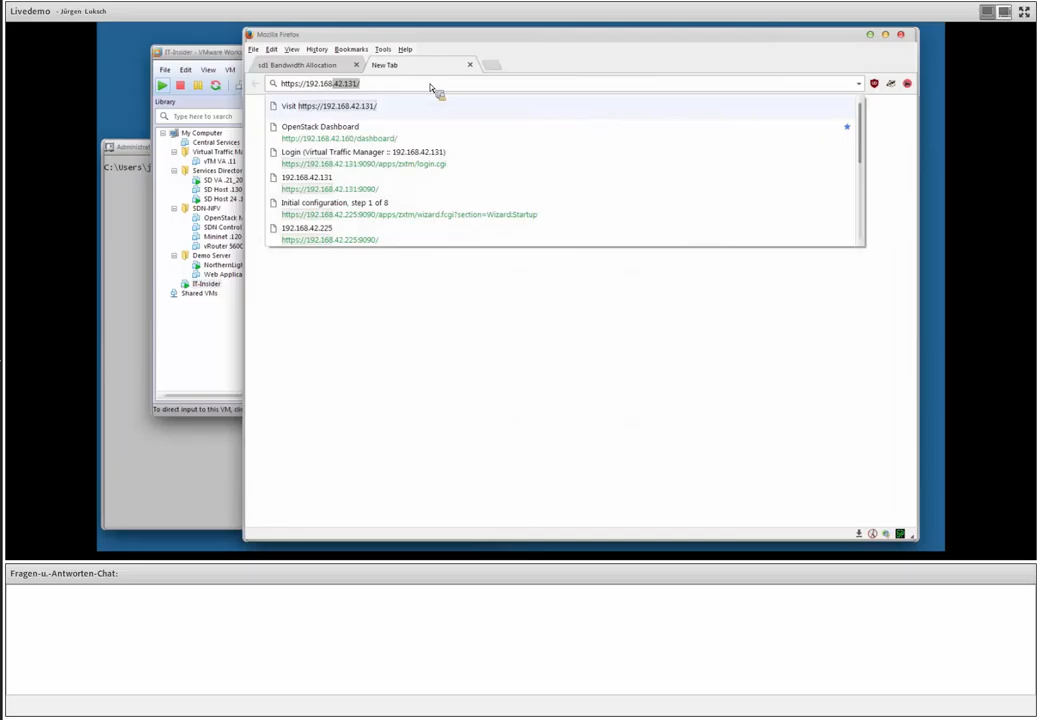 Livedemo - Jürgen Luksch
Mozilla Firefox
File Edit View History Bookmarks Tools Help
sd1 Bandwidth Allocation
New Tab
https://192.168.42.131/
Visit https://192.168.42.131/
OpenStack Dashboard
http://192.168.42.160/dashboard/
Login (Virtual Traffic Manager :: 192.168.42.131)
https://192.168.42.131:9090/apps/zxtm/login.cgi
192.168.42.131
https://192.168.42.131:9090/
Initial configuration, step 1 of 8
https://192.168.42.225:9090/apps/zxtm/wizard.fcgi?section=Wizard:Startup
192.168.42.225
https://192.168.42.225:9090/
IT-Insider - VMware Works
File Edit View VM
Library
Type here to search
My Computer
Central Services
Virtual Traffic M
vTM VA .11
Services Director
SD VA .21_20
SD Host .130
SD Host 24 .1
SDN-NFV
OpenStack M
SDN Control
Mininet .120
vRouter 5600
Demo Server
NorthernLigh
Web Applica
IT-Insider
Shared VMs
To direct input to this VM, cli
Administrat
C:\Users\j
Fragen-u.-Antworten-Chat: